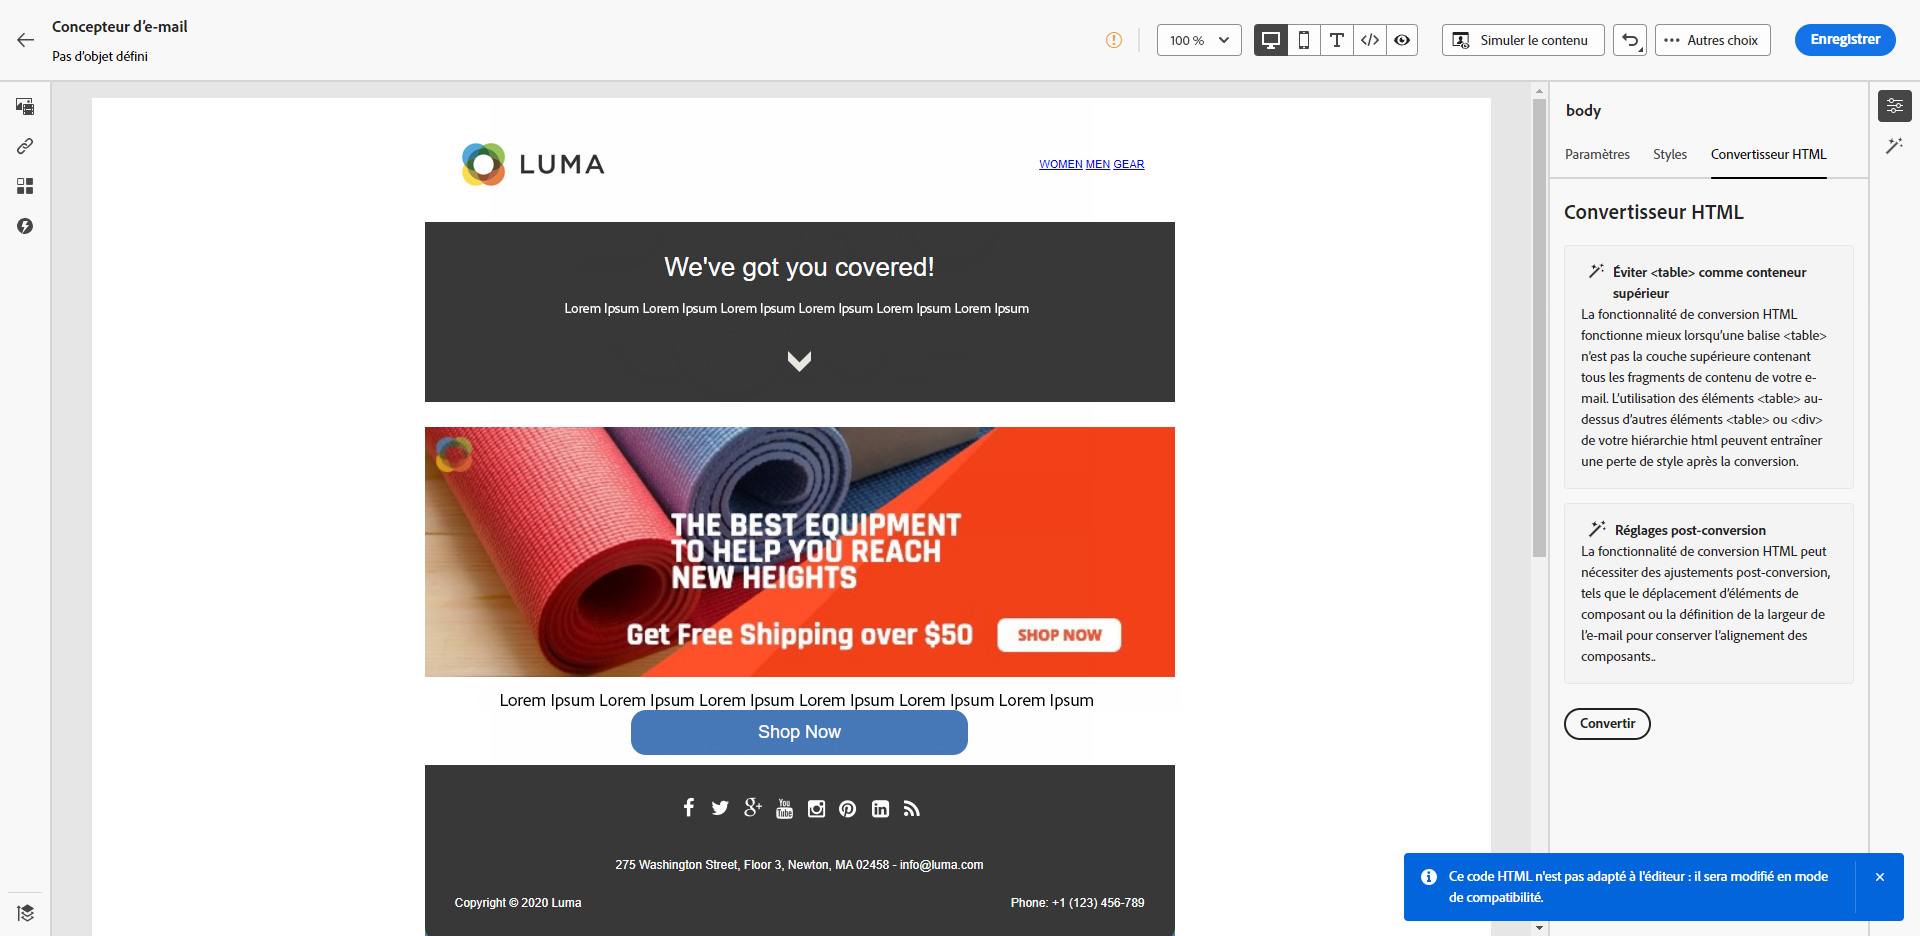 Concepteur d'e-mail
Pas d'objet défini
100 %
Simuler le contenu
Autres choix
Enregistrer
LUMA
WOMEN MEN GEAR
We've got you covered!
Lorem Ipsum Lorem Ipsum Lorem Ipsum Lorem Ipsum Lorem Ipsum Lorem Ipsum
THE BEST EQUIPMENT
TO HELP YOU REACH
NEW HEIGHTS
Get Free Shipping over $50
SHOP NOW
Lorem Ipsum Lorem Ipsum Lorem Ipsum Lorem Ipsum Lorem Ipsum Lorem Ipsum
Shop Now
You
Tube
275 Washington Street, Floor 3, Newton, MA 02458 - info@luma.com
Copyright © 2020 Luma
Phone: +1 (123) 456-789
body
Paramètres
Styles
Convertisseur HTML
Convertisseur HTML
Éviter <table> comme conteneur
supérieur
La fonctionnalité de conversion HTML
fonctionne mieux lorsqu'une balise <table>
n'est pas la couche supérieure contenant
tous les fragments de contenu de votre e-
mail. L'utilisation des éléments <table> au-
dessus d'autres éléments <table> ou <div>
de votre hiérarchie html peuvent entraîner
une perte de style après la conversion.
Réglages post-conversion
La fonctionnalité de conversion HTML peut
nécessiter des ajustements post-conversion,
tels que le déplacement d'éléments de
composant ou la définition de la largeur de
l'e-mail pour conserver l'alignement des
composants..
Convertir
Ce code HTML n'est pas adapté à l'éditeur : il sera modifié en mode
de compatibilité.